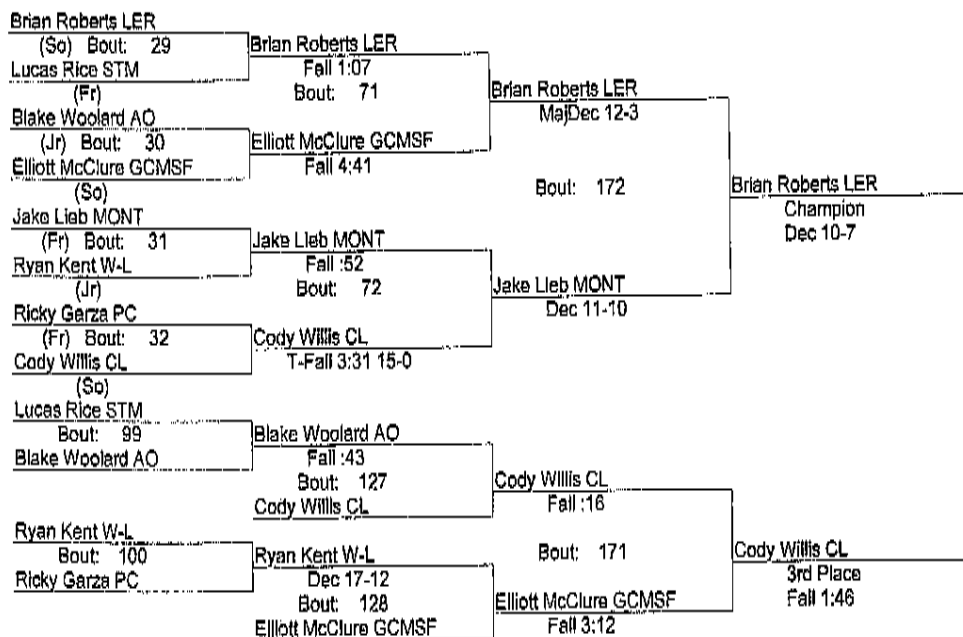 Brian Roberts LER
(So) Bout: 29
Lucas Rice STM
(Fr)
Blake Woolard AO
(Jr) Bout: 30
Elliott McClure GCMSF
(So)
Jake Lieb MONT
(Fr) Bout: 31
Ryan Kent W-L
(Jr)
Ricky Garza PC
(Fr) Bout: 32
Cody Willis CL
(So)
Brian Roberts LER
Fall 1:07
Bout: 71
Elliott McClure GCMSF
Fall 4:41
Jake Lieb MONT
Fall :52
Bout: 72
Cody Willis CL
T-Fall 3:31 15-0
Brian Roberts LER
MajDec 12-3
Bout: 172
Jake Lieb MONT
Dec 11-10
Brian Roberts LER
Champion
Dec 10-7
Lucas Rice STM
Bout: 99
Blake Woolard AO
Ryan Kent W-L
Bout: 100
Ricky Garza PC
Blake Woolard AO
Fall :43
Bout: 127
Cody Willis CL
Ryan Kent W-L
Dec 17-12
Bout: 128
Elliott McClure GCMSF
Cody Willis CL
Fall :16
Bout: 171
Elliott McClure GCMSF
Fall 3:12
Cody Willis CL
3rd Place
Fall 1:46